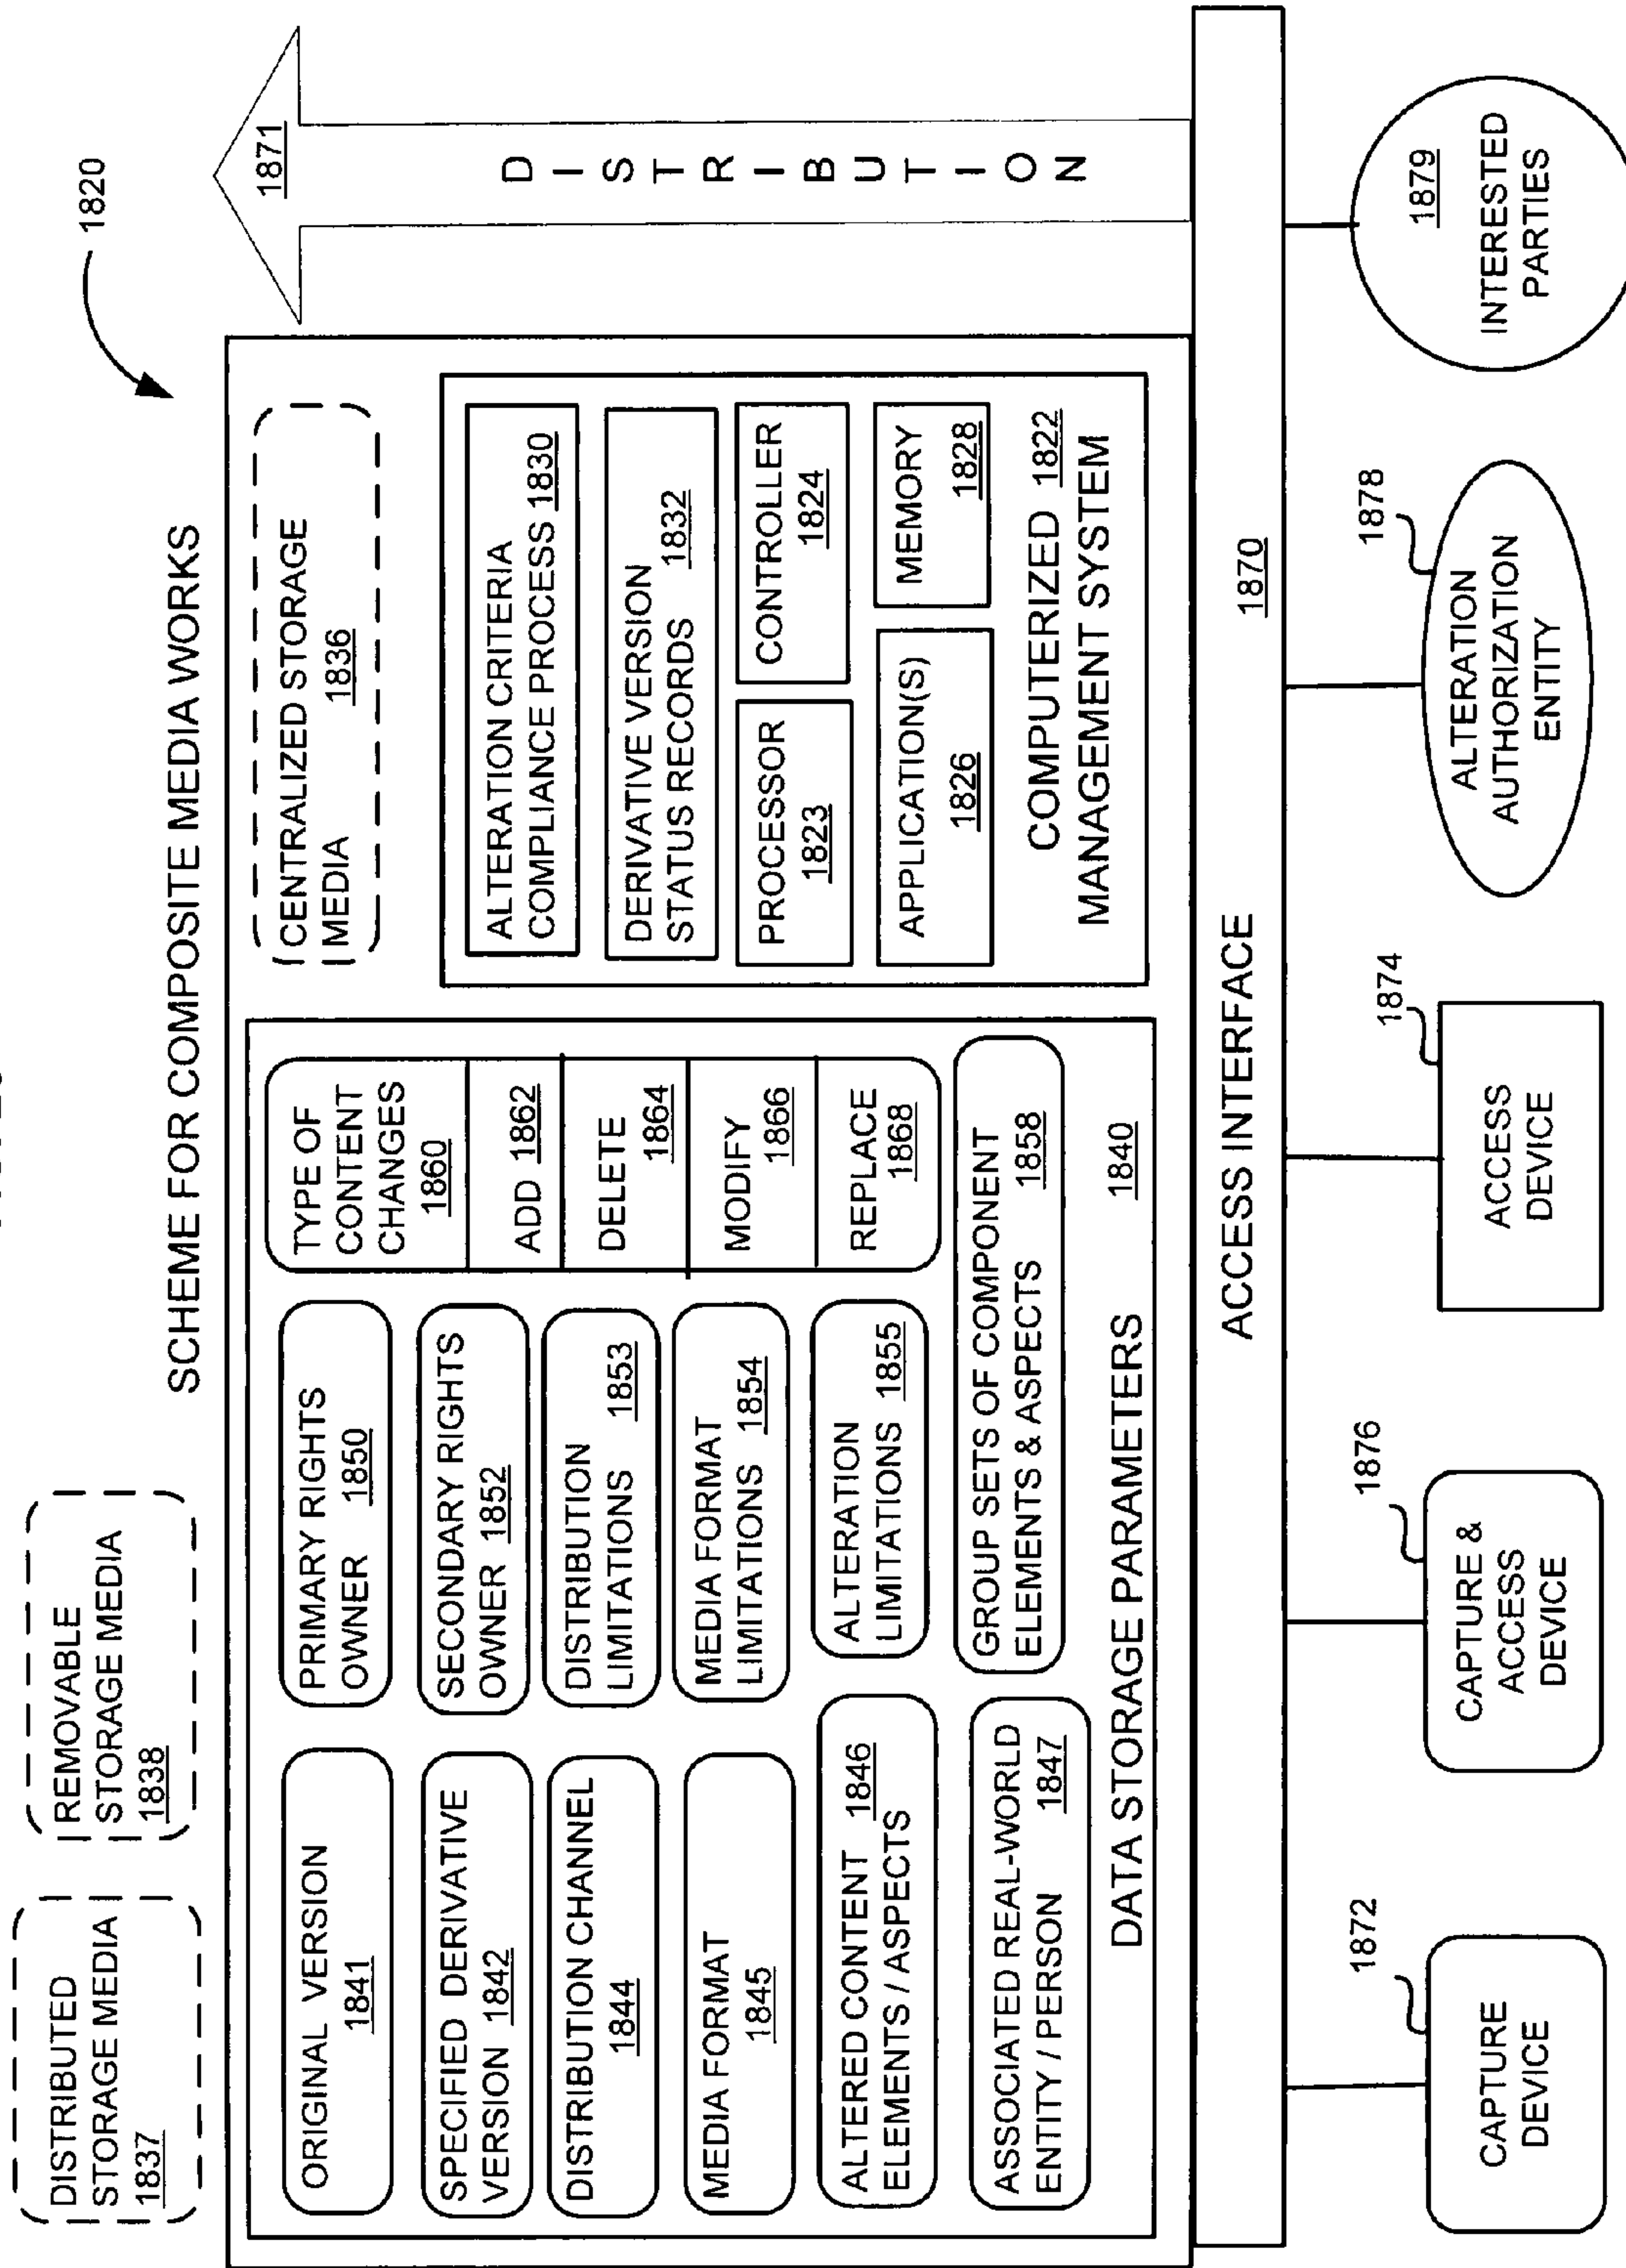 SCHEME FOR COMPOSITE MEDIA WORKS
1820
DISTRIBUTED
STORAGE MEDIA
1837
REMOVABLE
STORAGE MEDIA
1838
CENTRALIZED STORAGE
MEDIA 1836
ORIGINAL VERSION
1841
SPECIFIED DERIVATIVE
VERSION 1842
DISTRIBUTION CHANNEL
1844
MEDIA FORMAT
1845
ALTERED CONTENT 1846
ELEMENTS / ASPECTS
ASSOCIATED REAL-WORLD
ENTITY / PERSON 1847
PRIMARY RIGHTS
OWNER 1850
SECONDARY RIGHTS
OWNER 1852
DISTRIBUTION
LIMITATIONS 1853
MEDIA FORMAT
LIMITATIONS 1854
ALTERATION
LIMITATIONS 1855
GROUP SETS OF COMPONENT
ELEMENTS & ASPECTS 1858
TYPE OF
CONTENT
CHANGES
1860
ADD 1862
DELETE
1864
MODIFY
1866
REPLACE
1868
DATA STORAGE PARAMETERS 1840
ALTERATION CRITERIA
COMPLIANCE PROCESS 1830
DERIVATIVE VERSION
STATUS RECORDS 1832
PROCESSOR
1823
CONTROLLER
1824
APPLICATION(S)
1826
MEMORY
1828
COMPUTERIZED 1822
MANAGEMENT SYSTEM
1871
DISTRIBUTION
ACCESS INTERFACE 1870
1872
CAPTURE
DEVICE
1876
CAPTURE &
ACCESS
DEVICE
1874
ACCESS
DEVICE
1878
ALTERATION
AUTHORIZATION
ENTITY
1879
INTERESTED
PARTIES